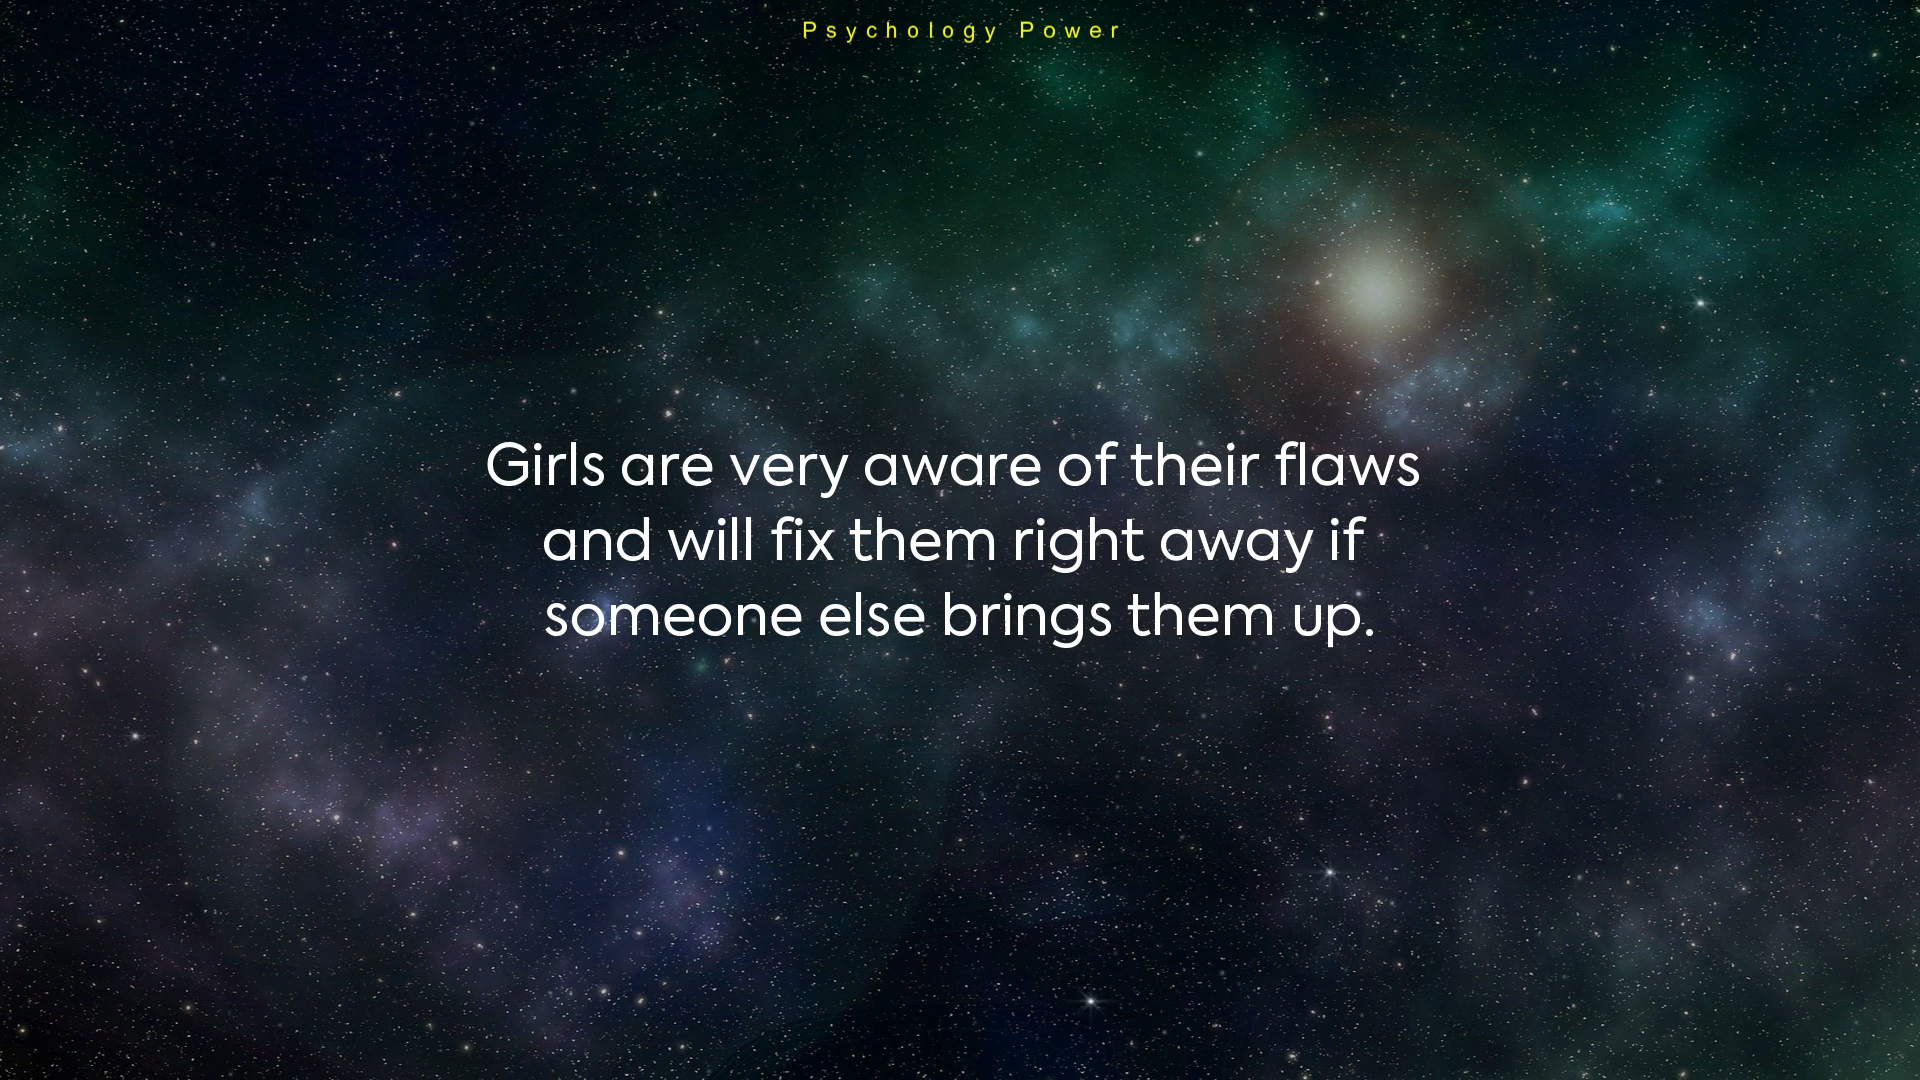 Psychology Power
Girls are very aware of their flaws
and will fix them right away if
someone else brings them up.